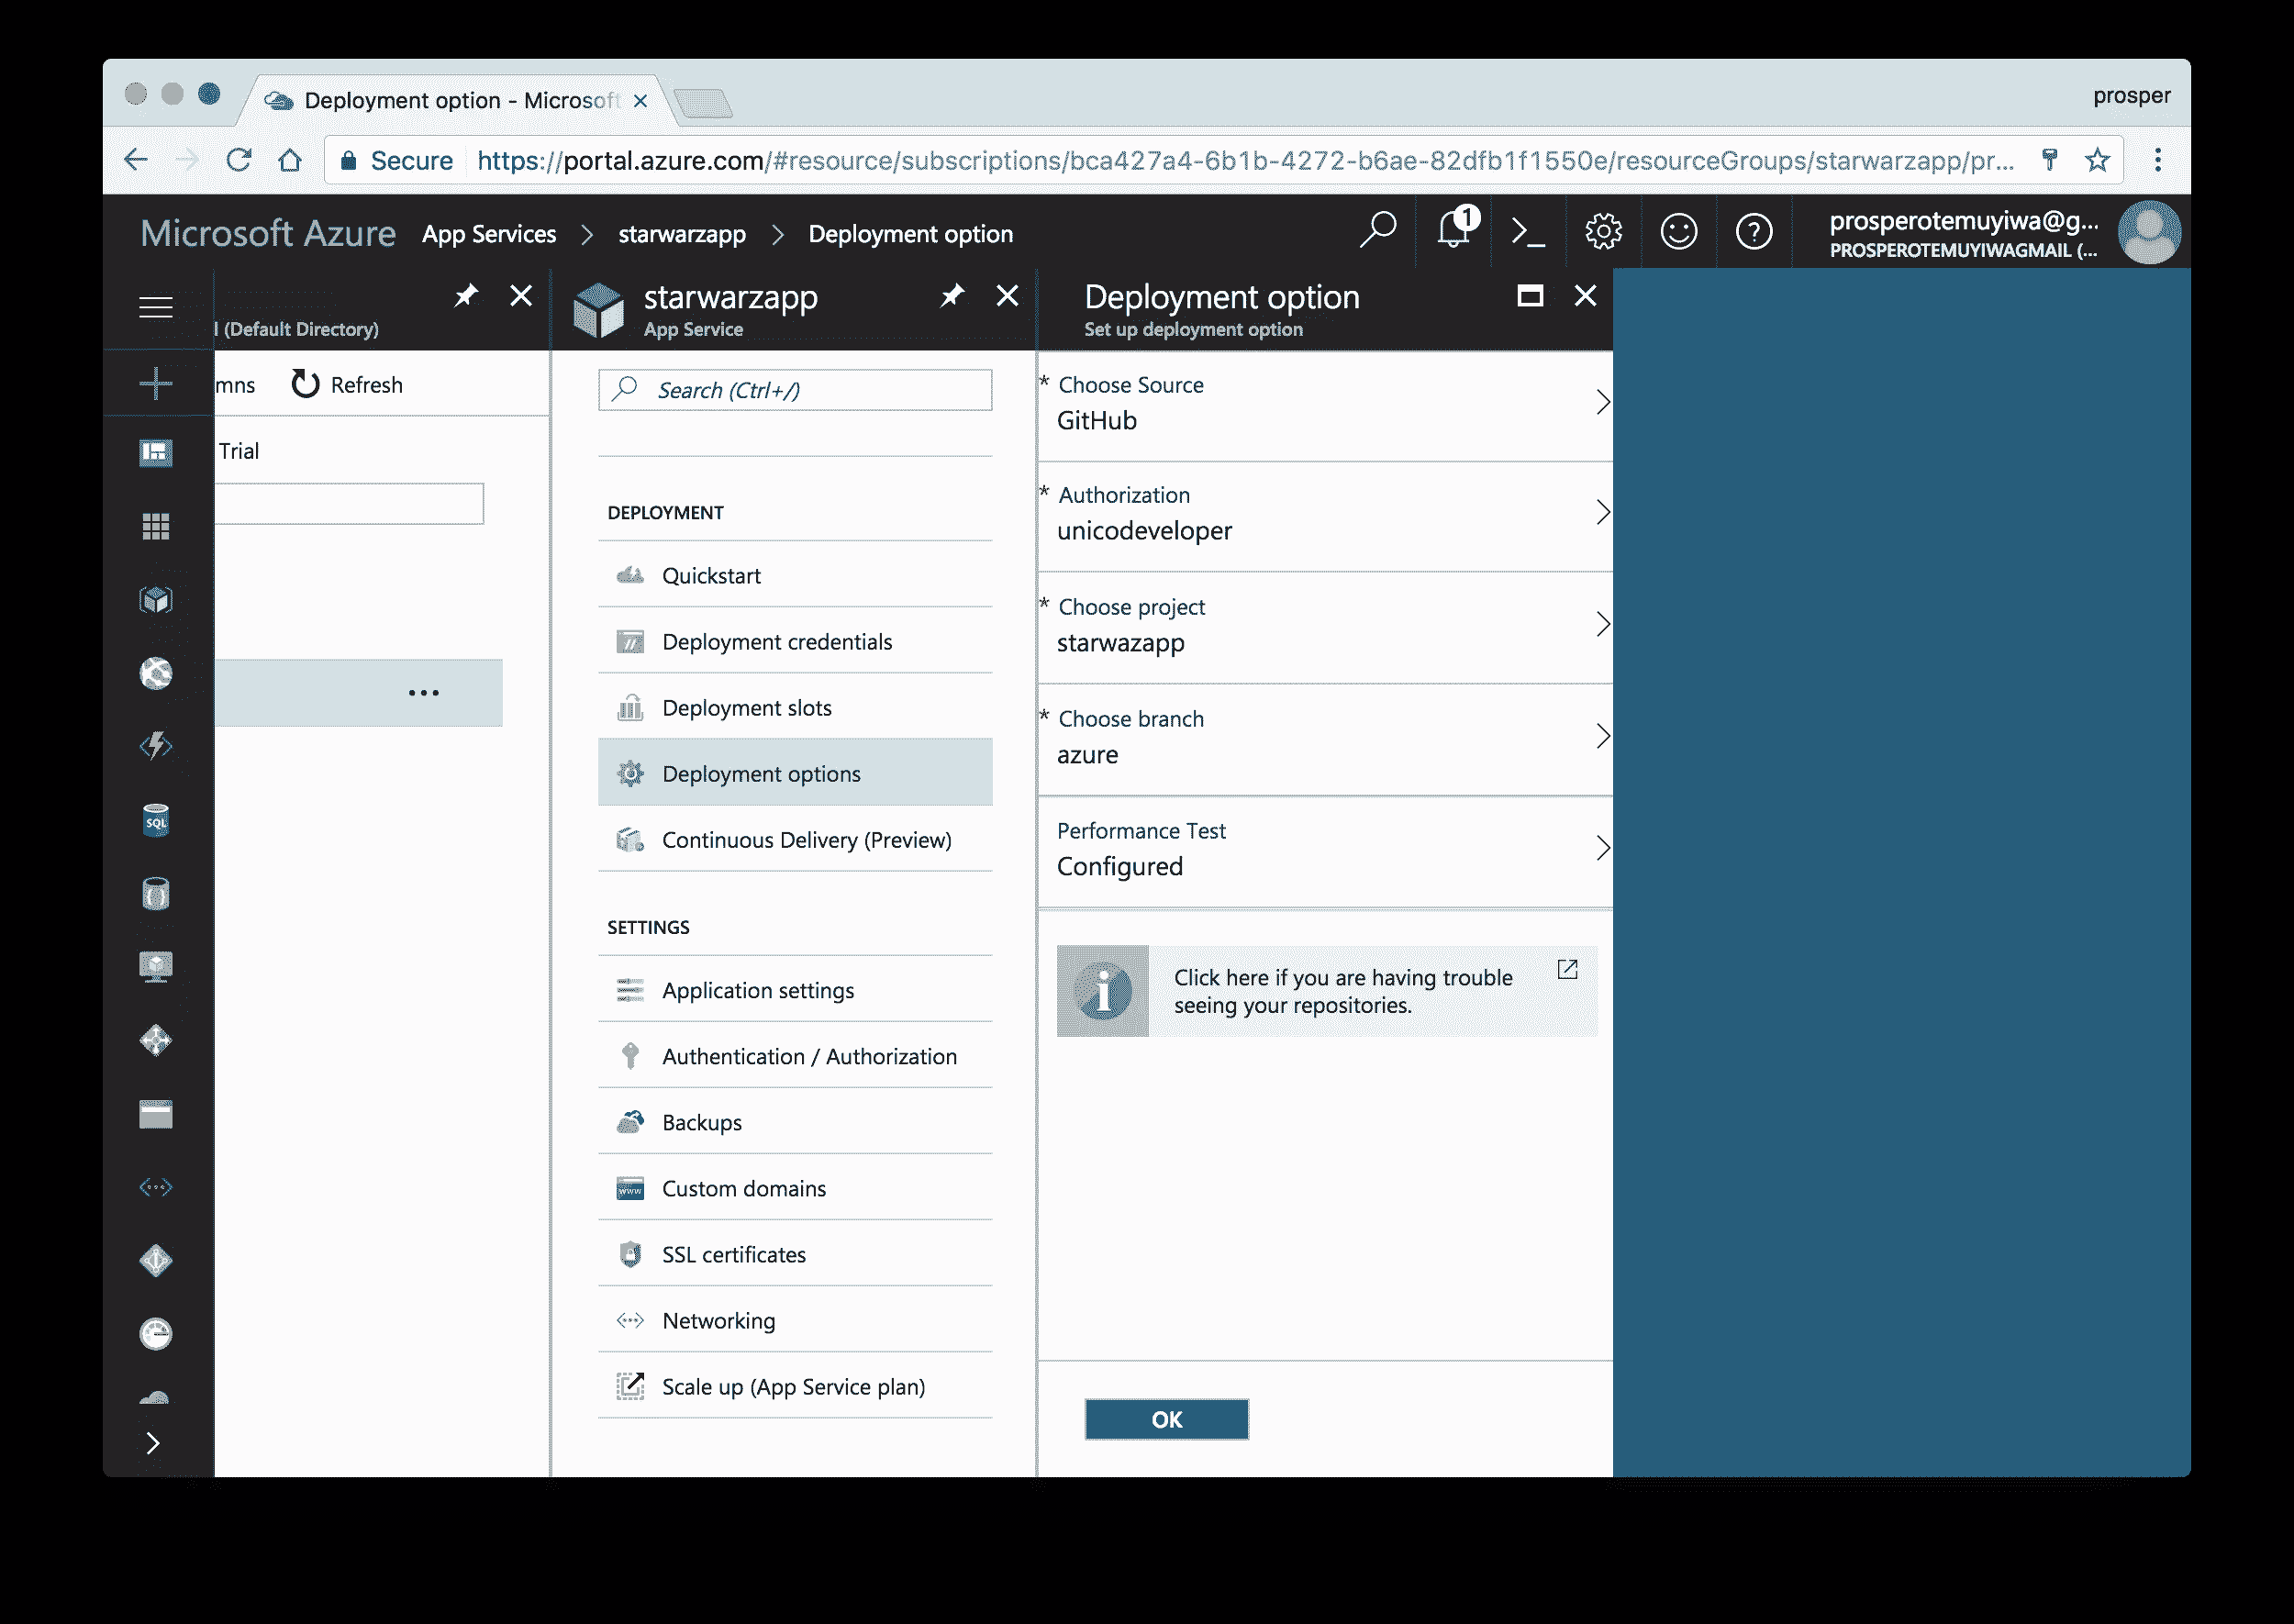 Deployment option - Microsoft
prosper
Secure https://portal.azure.com/#resource/subscriptions/bca427a4-6b1b-4272-b6ae-82dfb1f1550e/resourceGroups/starwarzapp/pr...
Microsoft Azure App Services > starwarzapp > Deployment option
1
prosperotemuyiwa@g...
PROSPEROTEMUYIWAGMAIL (...
(Default Directory)
mns Refresh
Trial
...
SQL
starwarzapp
App Service
Search (Ctrl+/)
DEPLOYMENT
Quickstart
Deployment credentials
Deployment slots
Deployment options
Continuous Delivery (Preview)
SETTINGS
Application settings
Authentication / Authorization
Backups
www Custom domains
SSL certificates
Networking
Scale up (App Service plan)
Deployment option
Set up deployment option
* Choose Source
GitHub
* Authorization
unicodeveloper
* Choose project
starwazapp
* Choose branch
azure
Performance Test
Configured
Click here if you are having trouble
seeing your repositories.
OK